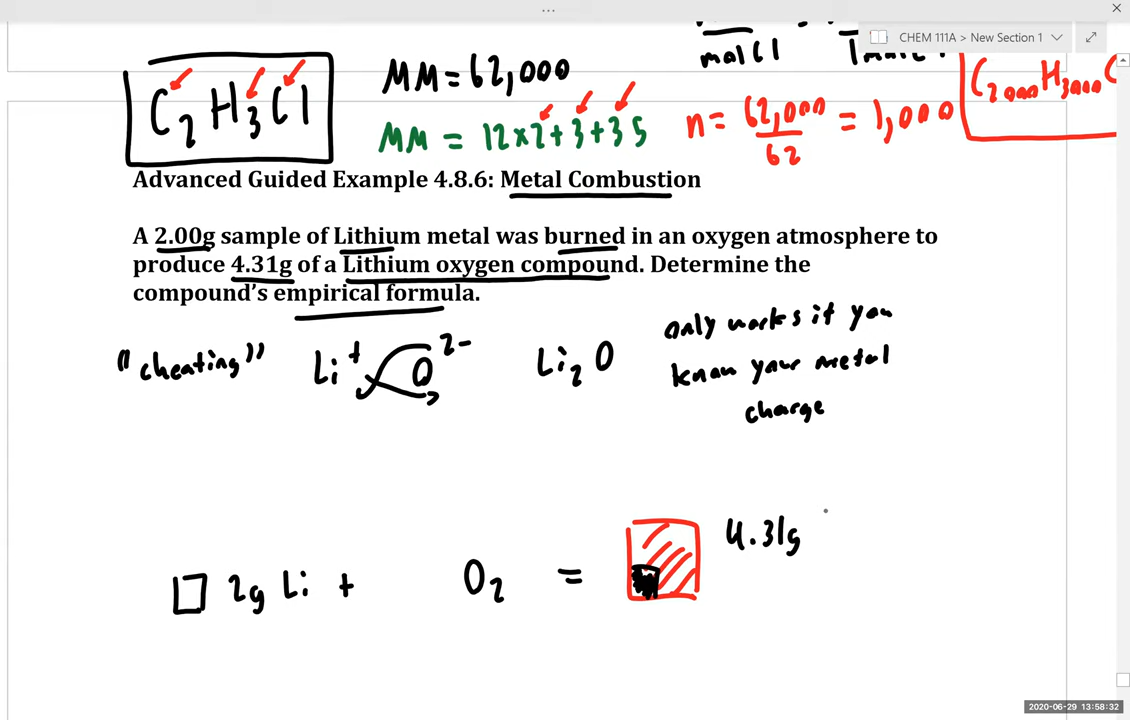 CHEM 111A > New Section 1
mol Cl
C2H3Cl
MM = 62,000
MM = 12x2+3+35
n = 62,000/62 = 1,000
C2000H3000C
Advanced Guided Example 4.8.6: Metal Combustion
A 2.00g sample of Lithium metal was burned in an oxygen atmosphere to
produce 4.31g of a Lithium oxygen compound. Determine the
compound's empirical formula.
"cheating" Li+ O2- Li2O
only works if you
know your metal
charge
2g Li + O2 = 4.31g
2020-06-29 13:58:32